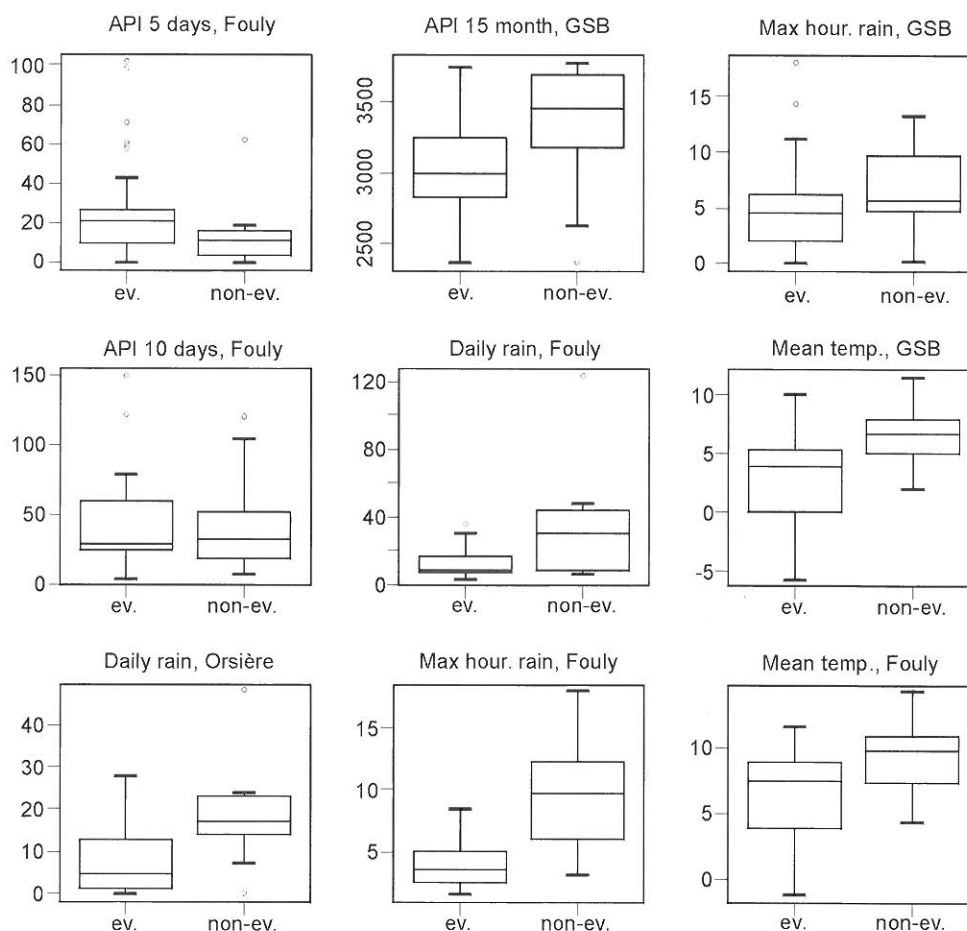 API 5 days, Fouly
API 15 month, GSB
Max hour. rain, GSB
100
80
60
40
20
0
ev. non-ev.
3500
3000
2500
ev. non-ev.
15
10
5
0
ev. non-ev.
API 10 days, Fouly
Daily rain, Fouly
Mean temp., GSB
150
100
50
0
ev. non-ev.
120
80
40
0
ev. non-ev.
10
5
0
-5
ev. non-ev.
Daily rain, Orsière
Max hour. rain, Fouly
Mean temp., Fouly
40
30
20
10
0
ev. non-ev.
15
10
5
ev. non-ev.
10
5
0
ev. non-ev.